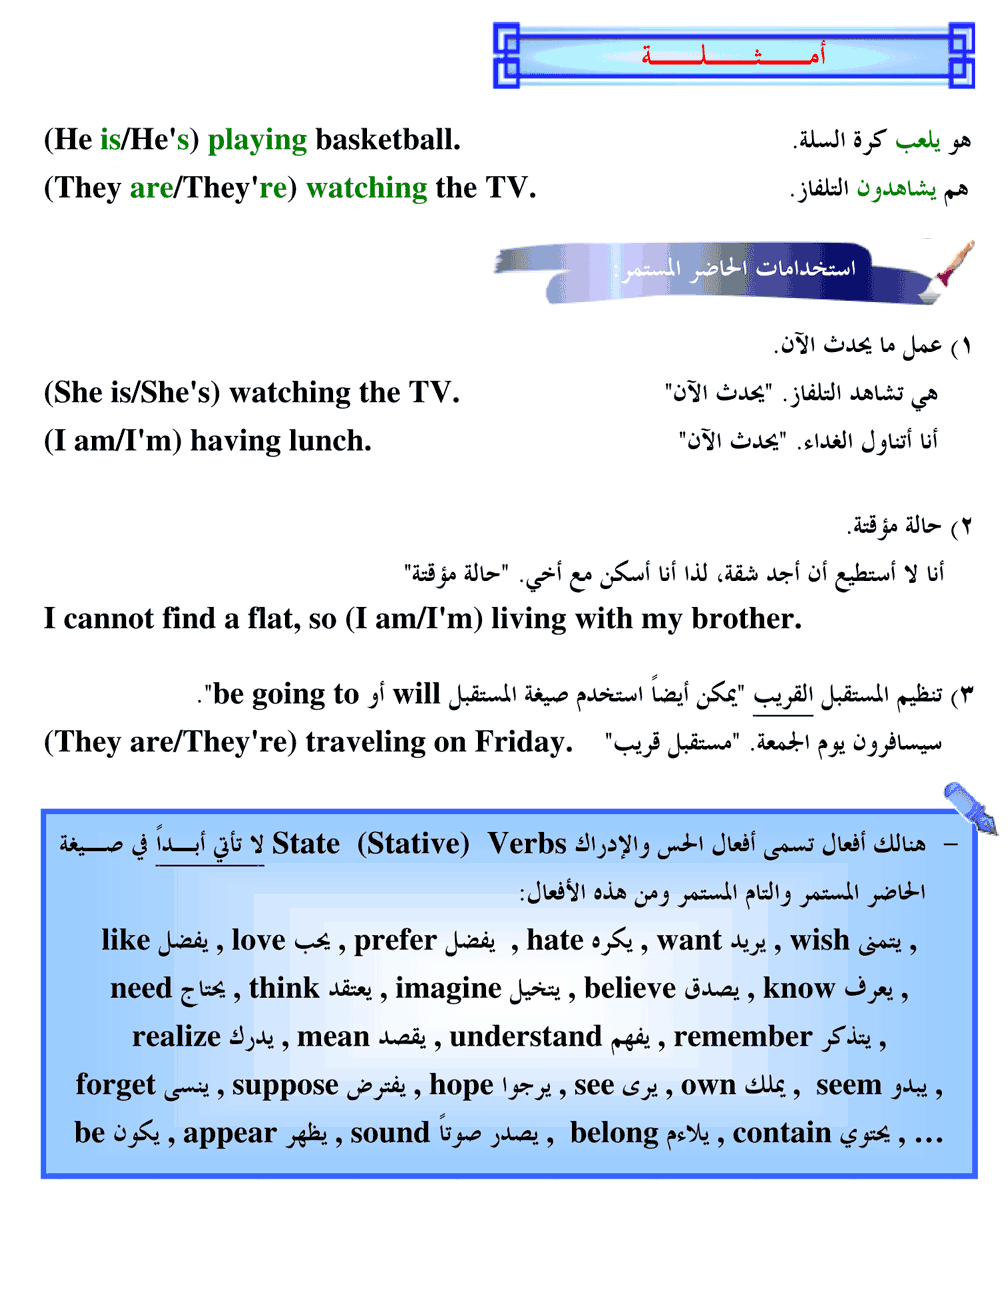 أمـــــثـــــلـــــة
(He is/He's) playing basketball. هو يلعب كرة السلة.
(They are/They're) watching the TV. هم يشاهدون التلفاز.
استخدامات الحاضر المستمر:
١) عمل ما يحدث الآن.
(She is/She's) watching the TV. هي تشاهد التلفاز. "يحدث الآن"
(I am/I'm) having lunch. أنا أتناول الغداء. "يحدث الآن"
٢) حالة مؤقتة.
أنا لا أستطيع أن أجد شقة، لذا أنا أسكن مع أخي. "حالة مؤقتة"
I cannot find a flat, so (I am/I'm) living with my brother.
٣) تنظيم المستقبل القريب "يمكن أيضاً استخدم صيغة المستقبل will أو be going to".
(They are/They're) traveling on Friday. سيسافرون يوم الجمعة. "مستقبل قريب"
– هنالك أفعال تسمى أفعال الحس والإدراك State (Stative) Verbs لا تأتي أبـــداً في صـــيغة
الحاضر المستمر والتام المستمر ومن هذه الأفعال:
like يفضل , love يحب , prefer يفضل , hate يكره , want يريد , wish يتمنى ,
need يحتاج , think يعتقد , imagine يتخيل , believe يصدق , know يعرف ,
realize يدرك , mean يقصد , understand يفهم , remember يتذكر ,
forget ينسى , suppose يفترض , hope يرجوا , see يرى , own يملك , seem يبدو ,
be يكون , appear يظهر , sound يصدر صوتاً , belong يلاءم , contain يحتوي , ...